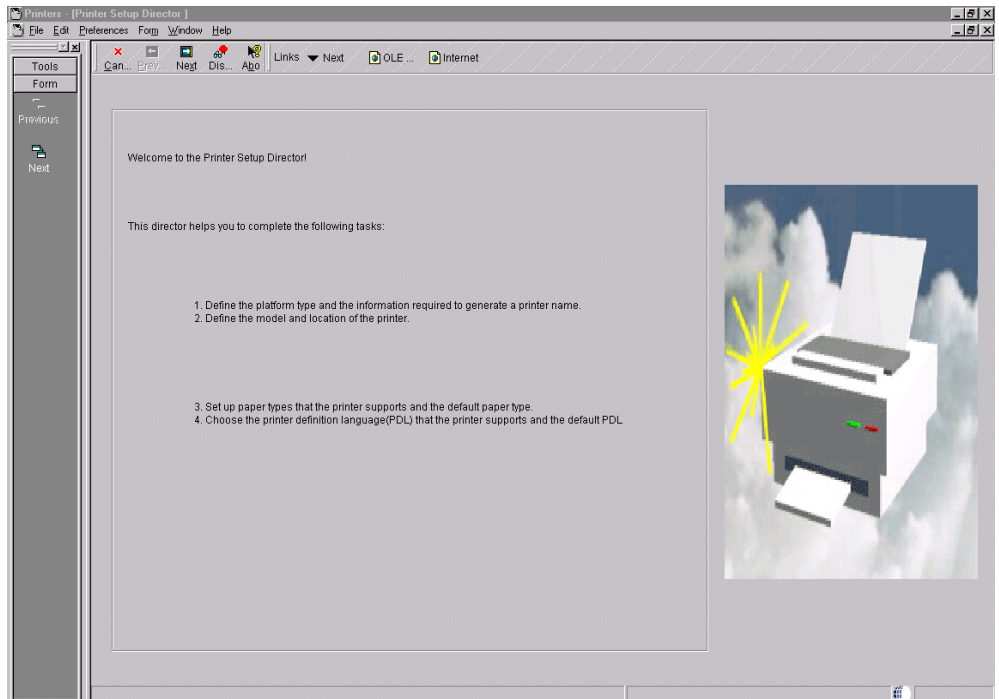 Printers - [Printer Setup Director ]
File Edit Preferences Form Window Help
Tools
Form
Previous
Next
Can... Prev... Next Dis... Abo Links Next OLE ... Internet
Welcome to the Printer Setup Director!
This director helps you to complete the following tasks:
1. Define the platform type and the information required to generate a printer name.
2. Define the model and location of the printer.
3. Set up paper types that the printer supports and the default paper type.
4. Choose the printer definition language(PDL) that the printer supports and the default PDL